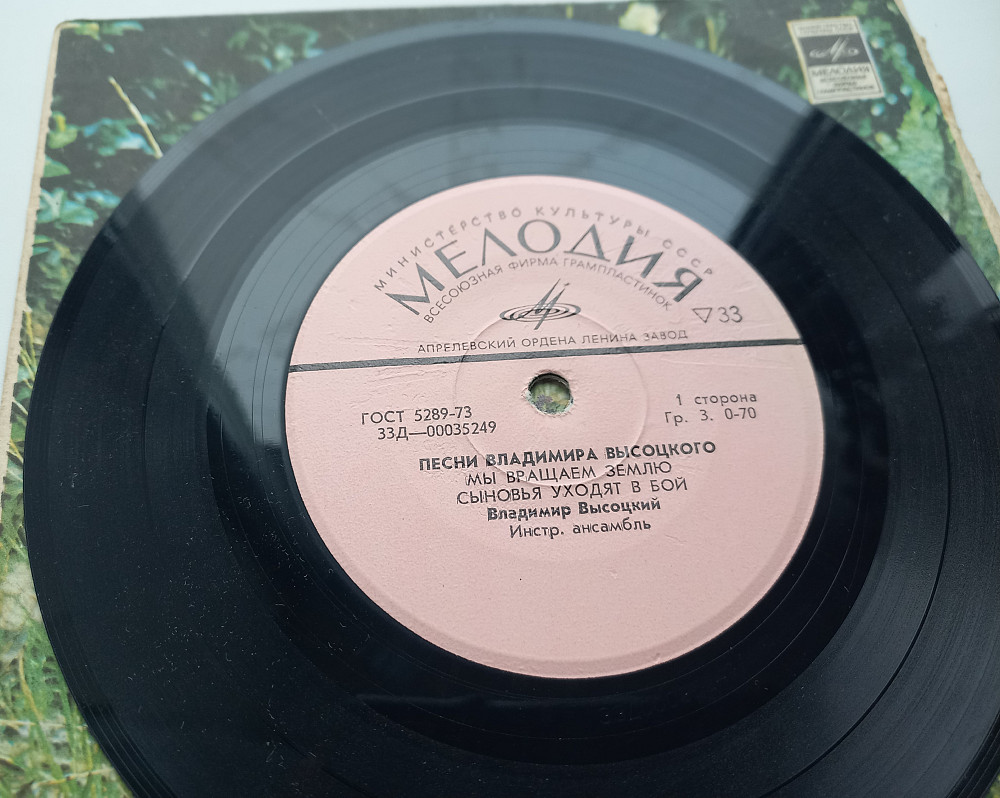 МЕЛОДИЯ
МИНИСТЕРСТВО КУЛЬТУРЫ СССР
МЕЛОДИЯ
ВСЕСОЮЗНАЯ ФИРМА ГРАМПЛАСТИНОК
▽33
АПРЕЛЕВСКИЙ ОРДЕНА ЛЕНИНА ЗАВОД
ГОСТ 5289-73
33Д—00035249
1 сторона
Гр. 3. 0-70
ПЕСНИ ВЛАДИМИРА ВЫСОЦКОГО
МЫ ВРАЩАЕМ ЗЕМЛЮ
СЫНОВЬЯ УХОДЯТ В БОЙ
Владимир Высоцкий
Инстр. ансамбль